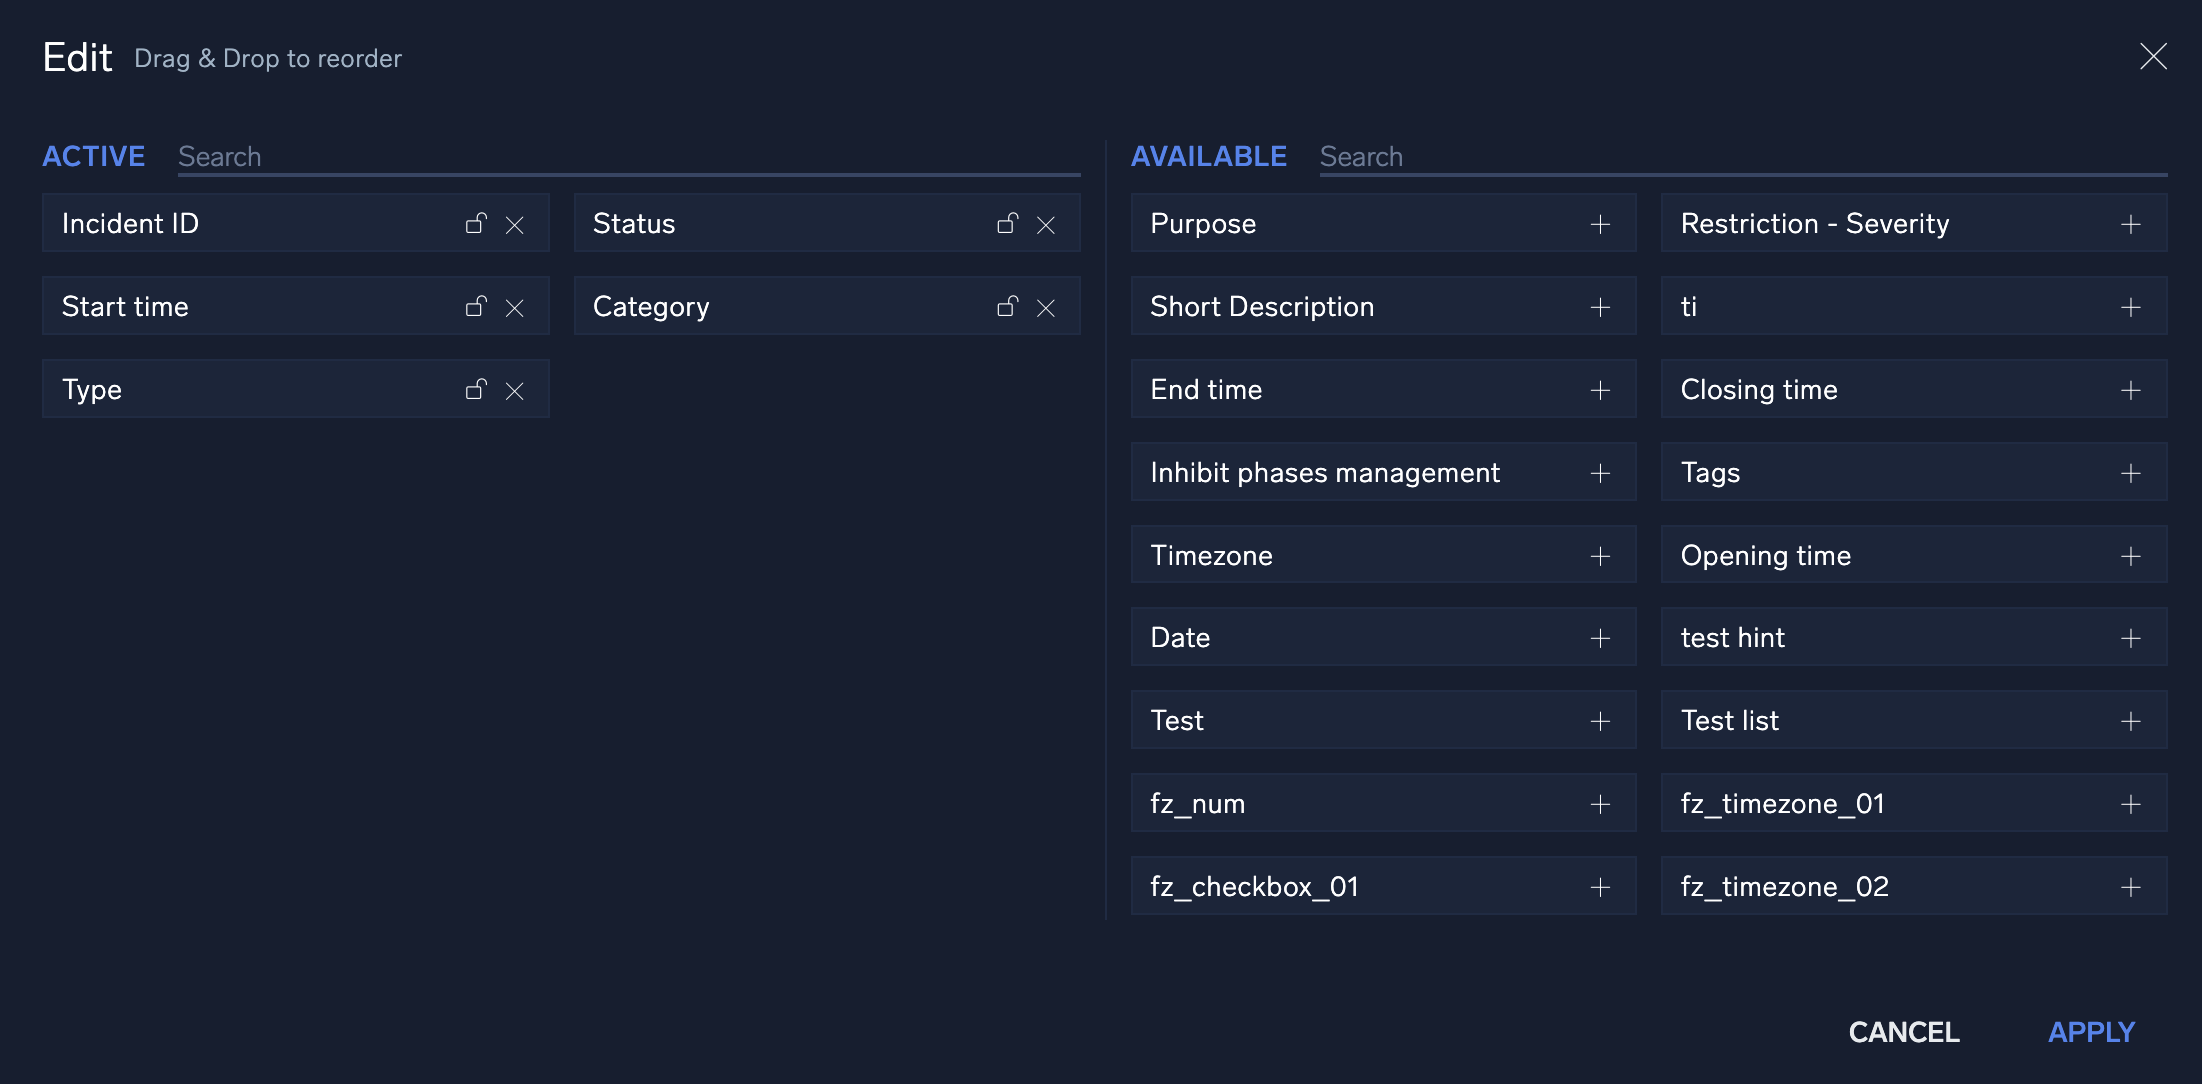 Edit Drag & Drop to reorder
ACTIVE Search
Incident ID
Status
Start time
Category
Type
AVAILABLE Search
Purpose
Restriction - Severity
Short Description
ti
End time
Closing time
Inhibit phases management
Tags
Timezone
Opening time
Date
test hint
Test
Test list
fz_num
fz_timezone_01
fz_checkbox_01
fz_timezone_02
CANCEL
APPLY